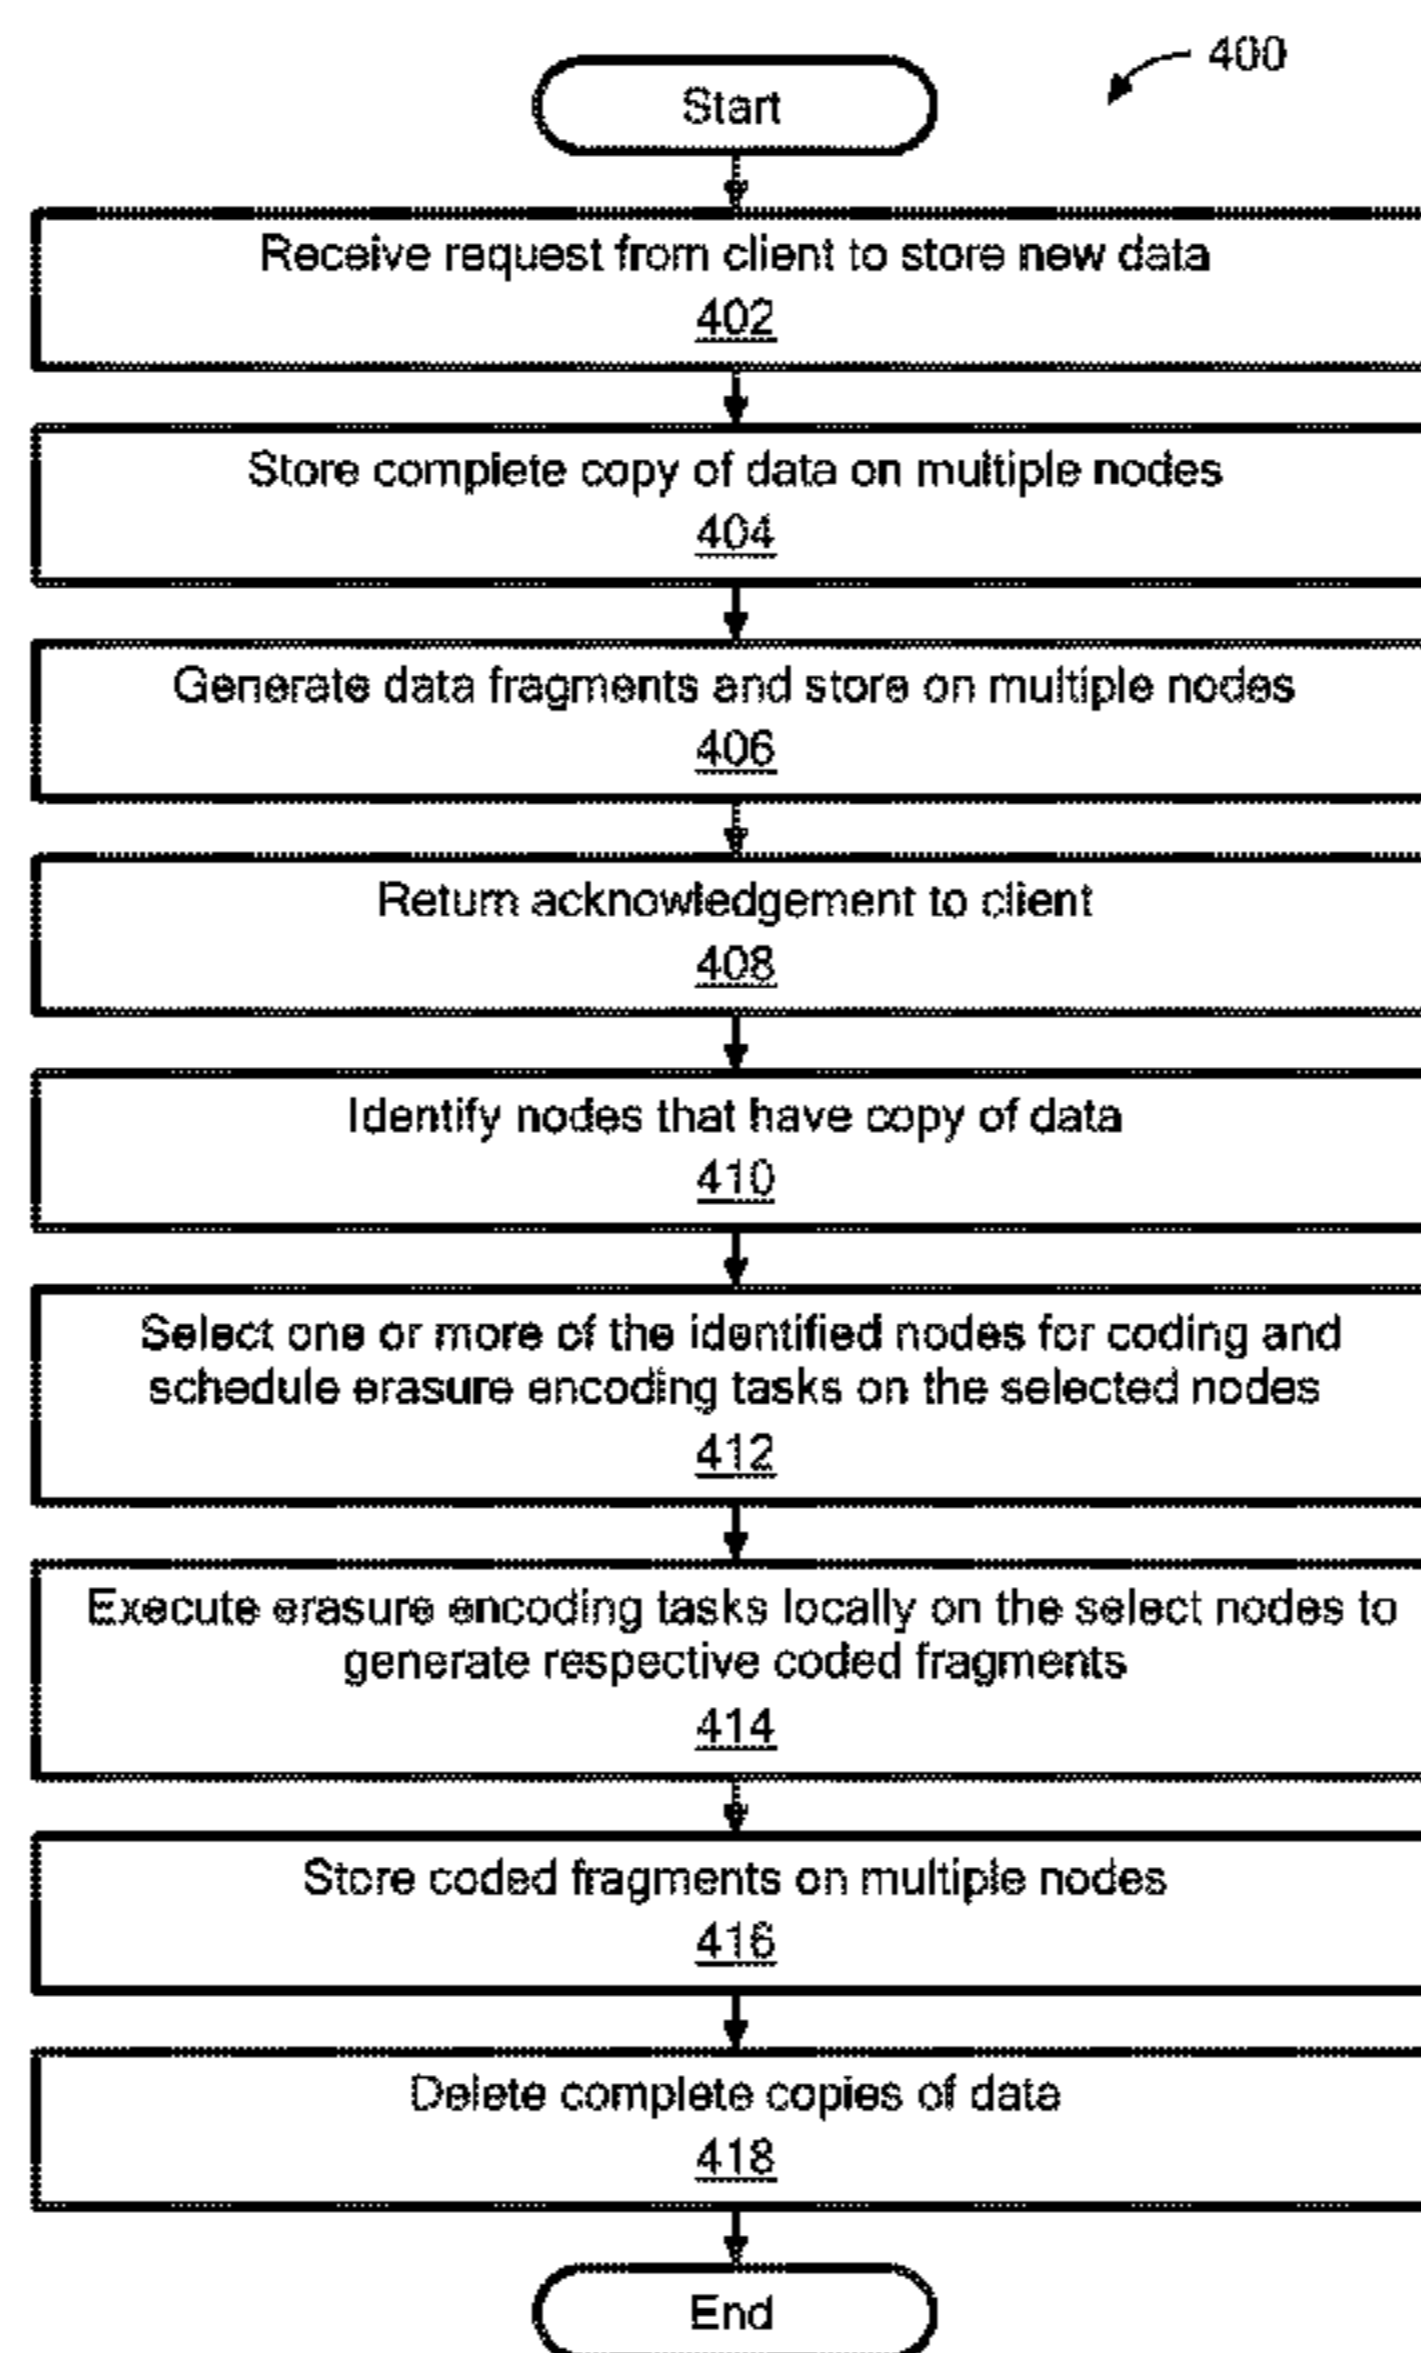 400
Start
Receive request from client to store new data
402
Store complete copy of data on multiple nodes
404
Generate data fragments and store on multiple nodes
406
Return acknowledgement to client
408
Identify nodes that have copy of data
410
Select one or more of the identified nodes for coding and
schedule erasure encoding tasks on the selected nodes
412
Execute erasure encoding tasks locally on the select nodes to
generate respective coded fragments
414
Store coded fragments on multiple nodes
416
Delete complete copies of data
418
End